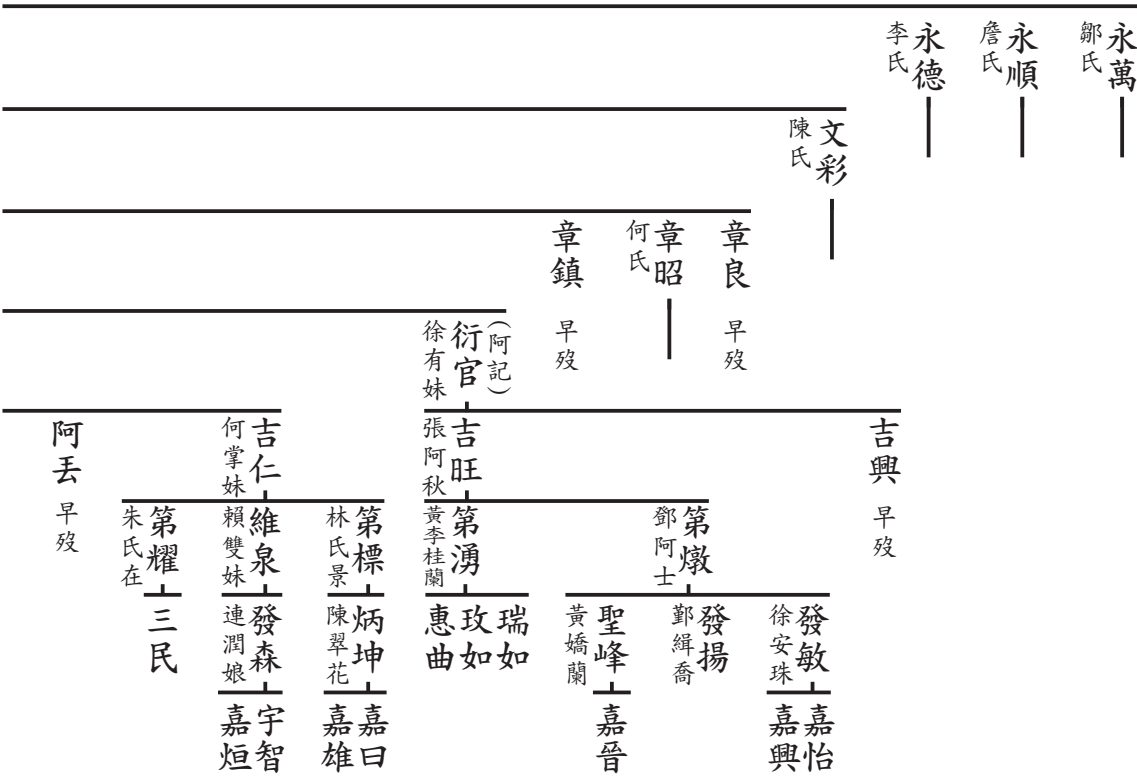 永萬
鄒氏
永順
詹氏
永德
李氏
文彩
陳氏
章良 早歿
章昭
何氏
章鎮 早歿
(阿記)
衍官
徐有妹
吉興 早歿
吉旺
張阿秋
吉仁
何掌妹
阿丟 早歿
第燉
鄧阿士
第湧
黃李桂蘭
第標
林氏景
維泉
賴雙妹
第耀
朱氏在
發敏
徐安珠
發揚
鄞緝喬
聖峰
黃嬌蘭
瑞如
玫如
惠曲
炳坤
陳翠花
發森
連潤娘
三民
嘉怡
嘉興
嘉晉
嘉曰
嘉雄
宇智
嘉烜